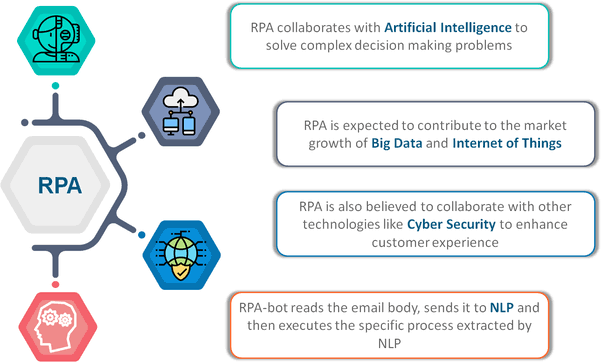 RPA collaborates with Artificial Intelligence to
solve complex decision making problems
RPA is expected to contribute to the market
growth of Big Data and Internet of Things
RPA
RPA is also believed to collaborate with other
technologies like Cyber Security to enhance
customer experience
RPA-bot reads the email body, sends it to NLP and
then executes the specific process extracted by
NLP